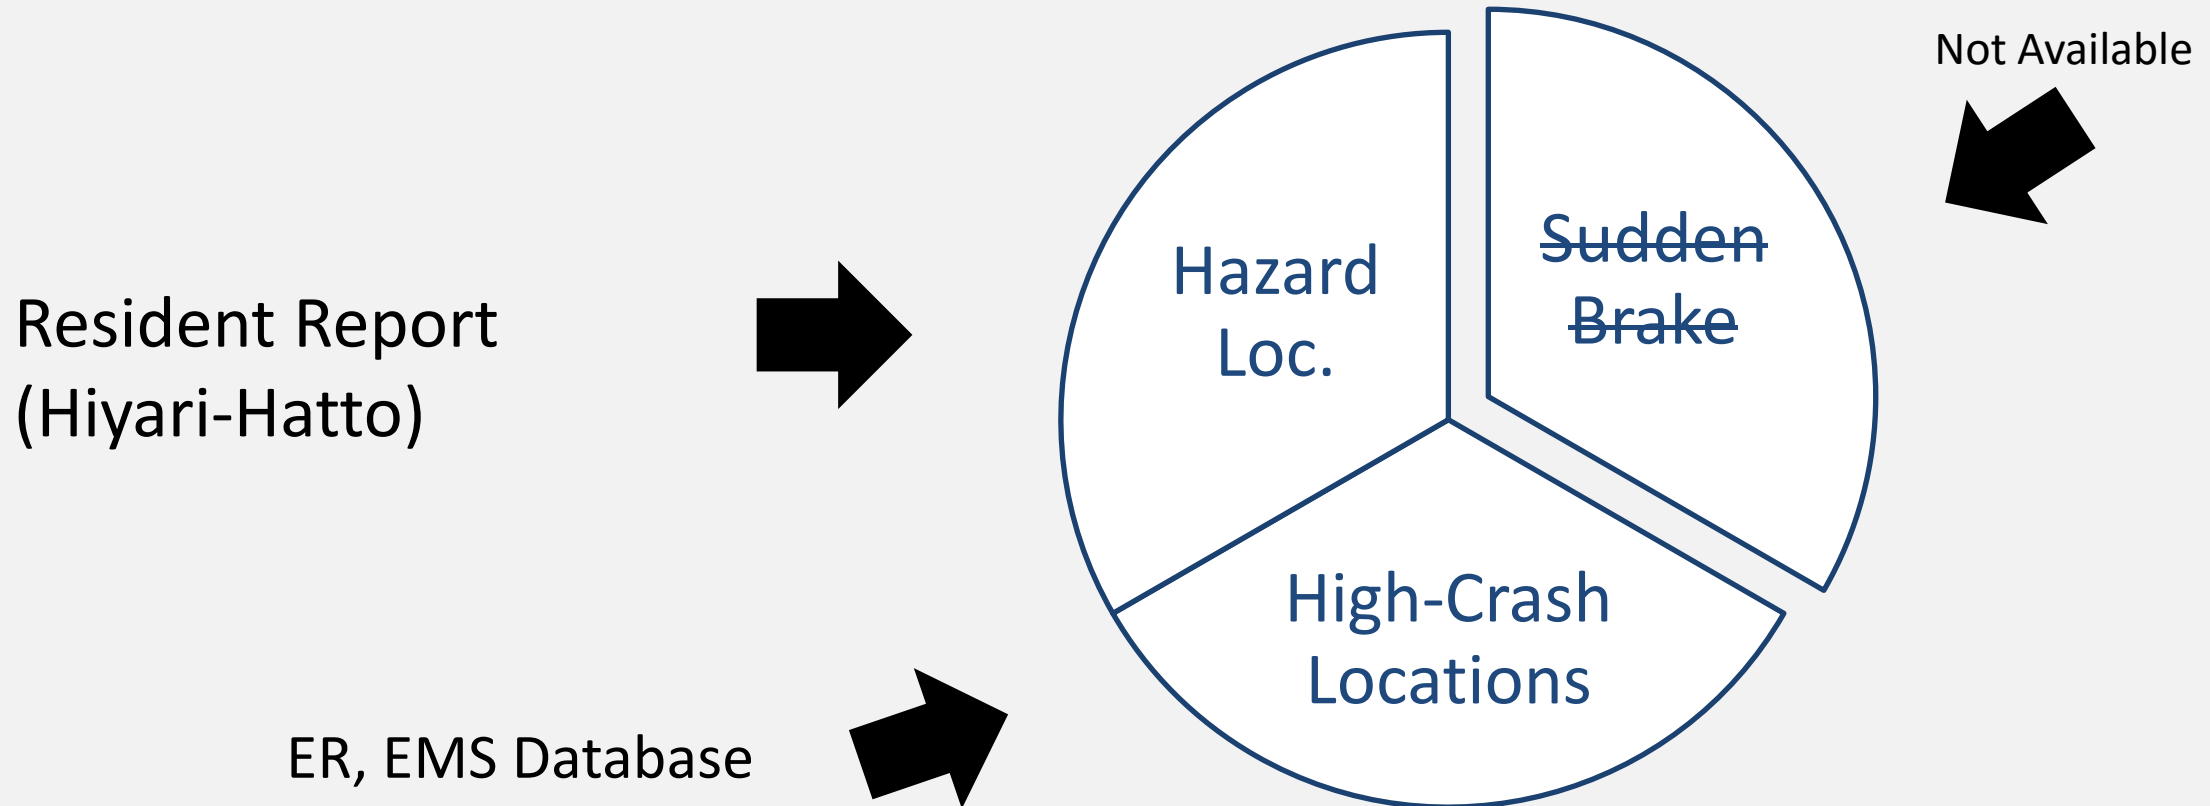 Not Available
Sudden
Brake
Hazard
Loc.
Resident Report
(Hiyari-Hatto)
High-Crash
Locations
ER, EMS Database